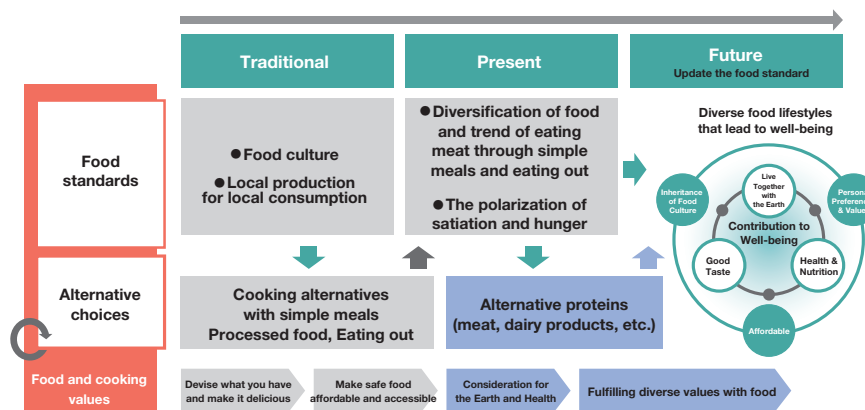 Traditional
Present
Future
Update the food standard
Food
standards
●Food culture
●Local production
for local consumption
●Diversification of food
and trend of eating
meat through simple
meals and eating out
●The polarization of
satiation and hunger
Diverse food lifestyles
that lead to well-being
Inheritance
of Food
Culture
Live
Together
with
the Earth
Persona
Preference
& Value
Contribution to
Well-being
Good
Taste
Health &
Nutrition
Affordable
Alternative
choices
Cooking alternatives
with simple meals
Processed food, Eating out
Alternative proteins
(meat, dairy products, etc.)
Food and cooking
values
Devise what you have
and make it delicious
Make safe food
affordable and accessible
Consideration for
the Earth and Health
Fulfilling diverse values with food